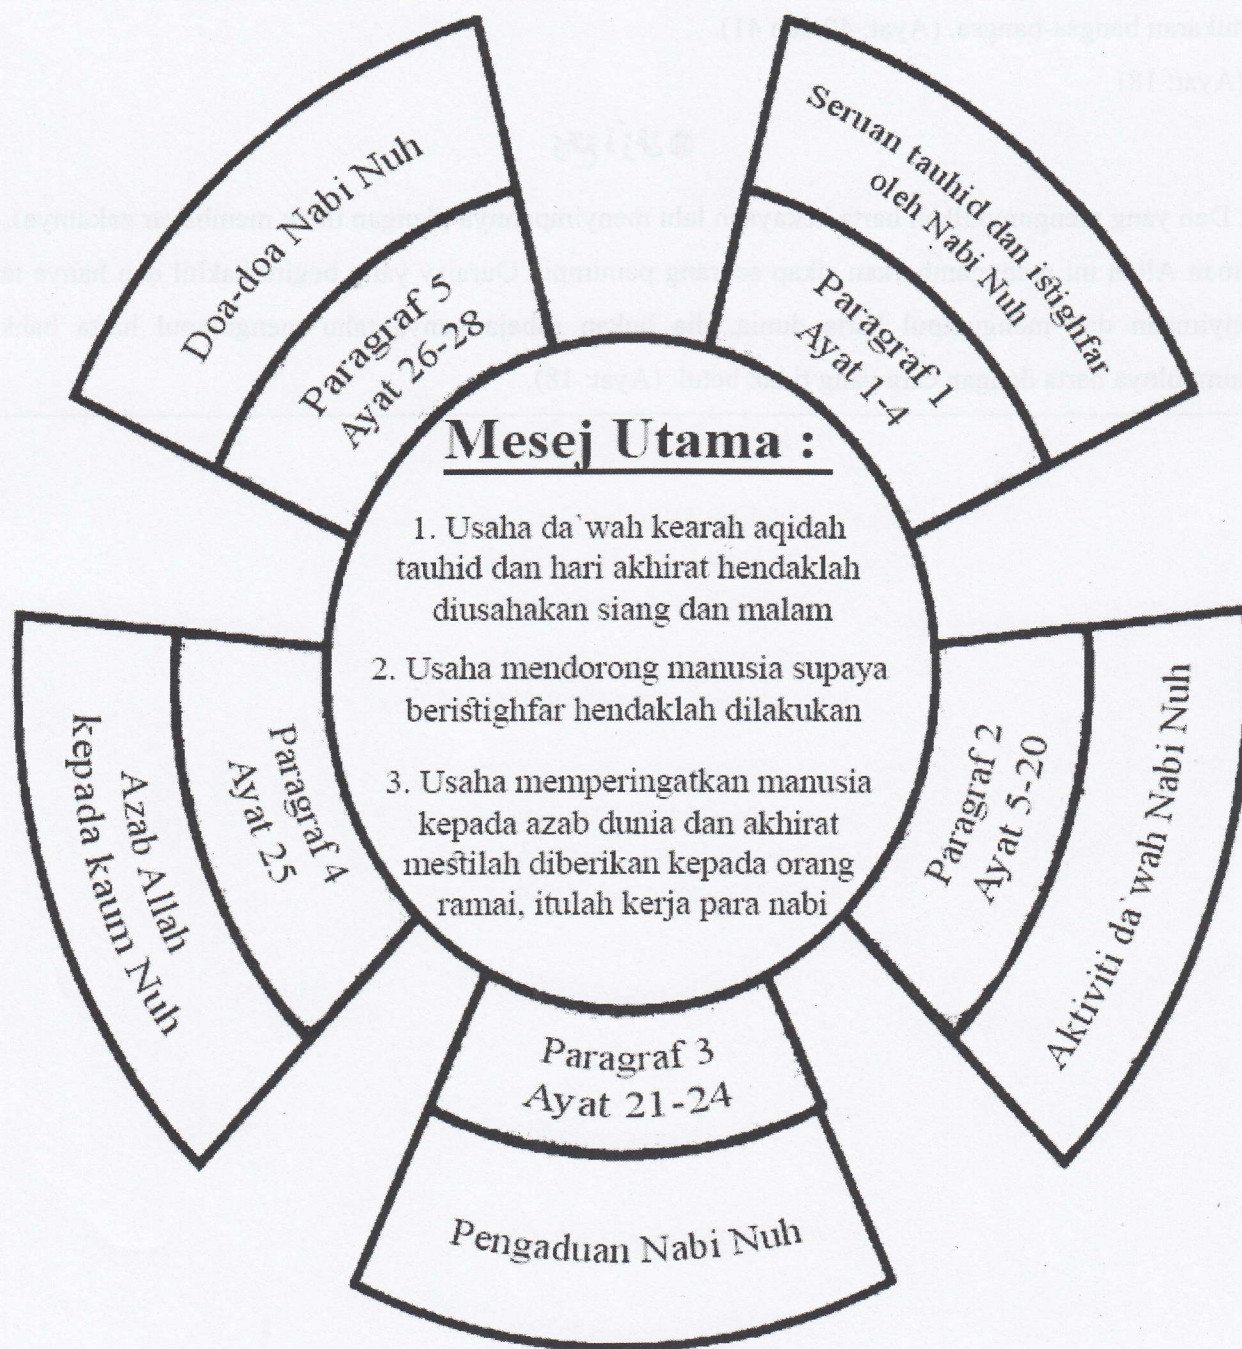 Mesej Utama :
1. Usaha da`wah kearah aqidah
tauhid dan hari akhirat hendaklah
diusahakan siang dan malam
2. Usaha mendorong manusia supaya
beristighfar hendaklah dilakukan
3. Usaha memperingatkan manusia
kepada azab dunia dan akhirat
mestilah diberikan kepada orang
ramai, itulah kerja para nabi
Seruan tauhid dan istighfar
oleh Nabi Nuh
Paragraf 1
Ayat 1-4
Paragraf 2
Ayat 5-20
Aktiviti da`wah Nabi Nuh
Paragraf 3
Ayat 21-24
Pengaduan Nabi Nuh
Paragraf 4
Ayat 25
Azab Allah
kepada kaum Nuh
Doa-doa Nabi Nuh
Paragraf 5
Ayat 26-28